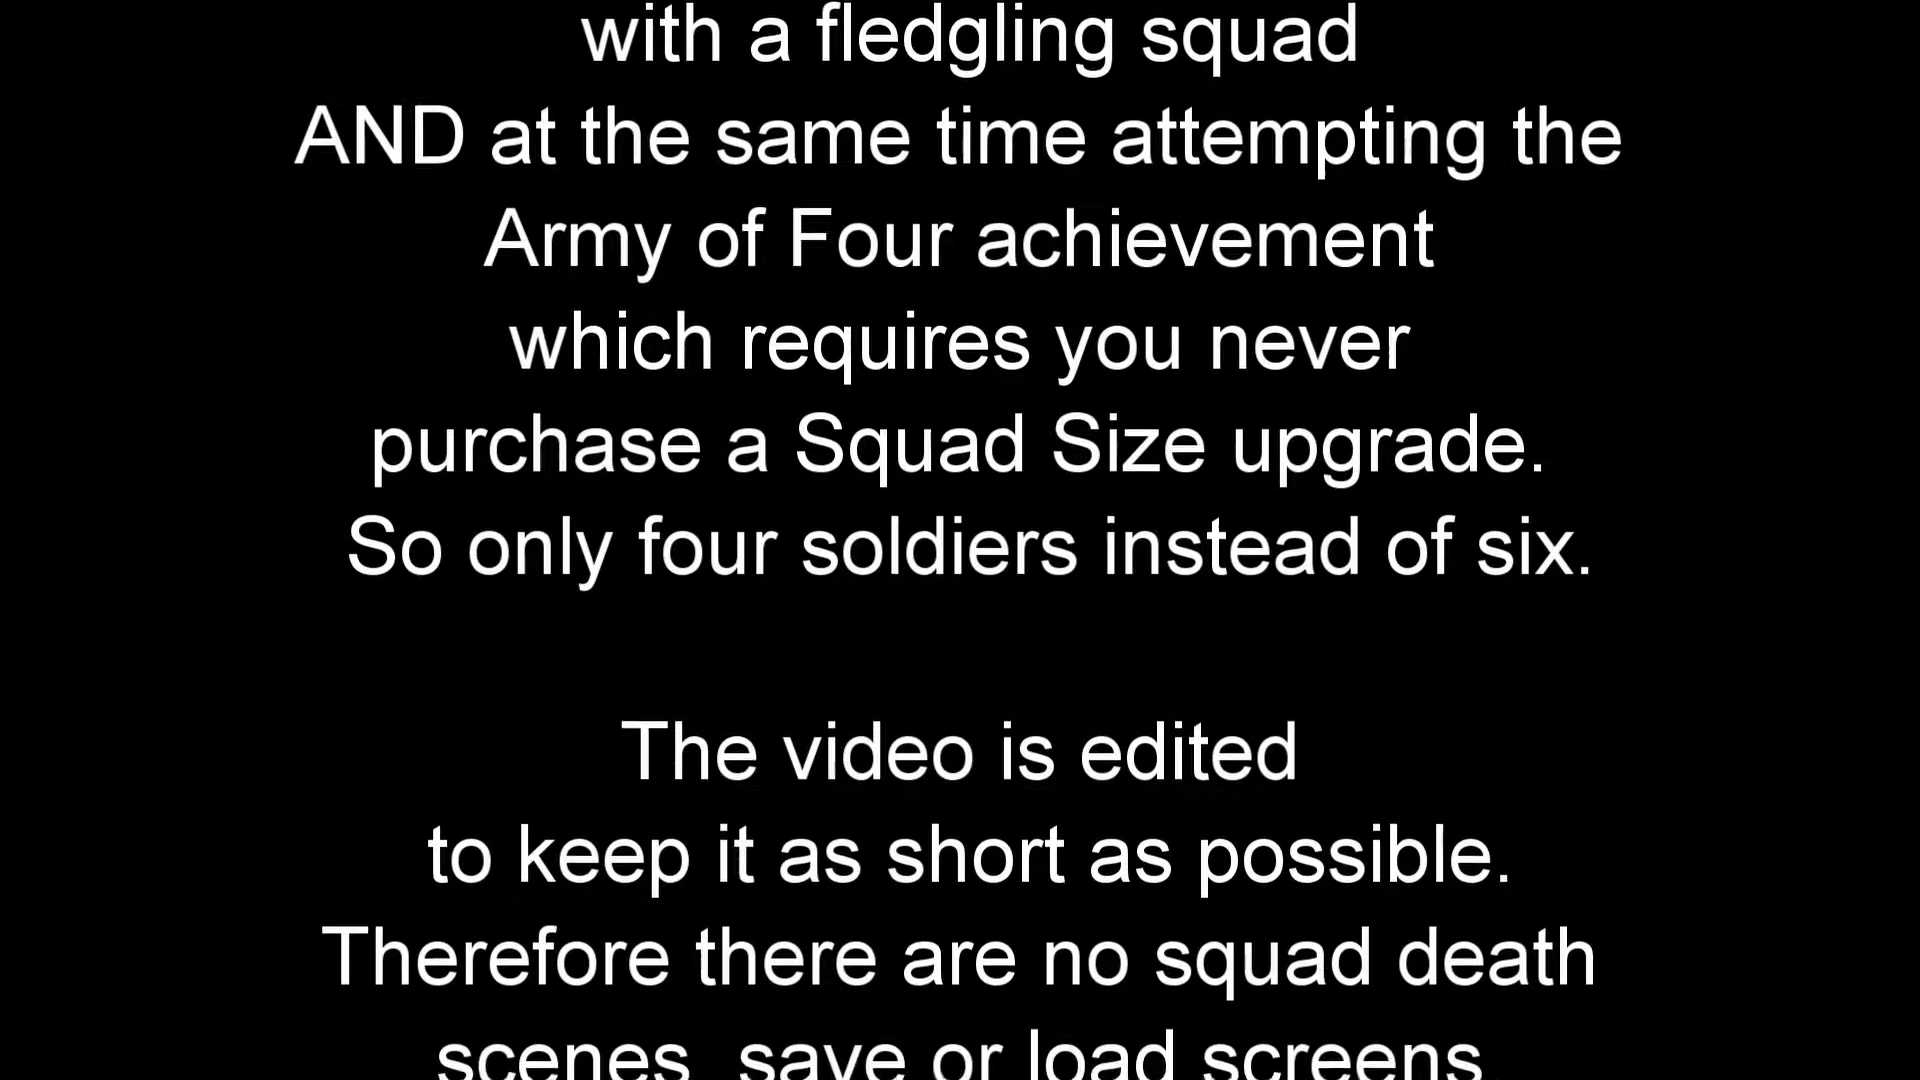 with a fledgling squad
AND at the same time attempting the
Army of Four achievement
which requires you never
purchase a Squad Size upgrade.
So only four soldiers instead of six.
The video is edited
to keep it as short as possible.
Therefore there are no squad death
scenes, save or load screens,